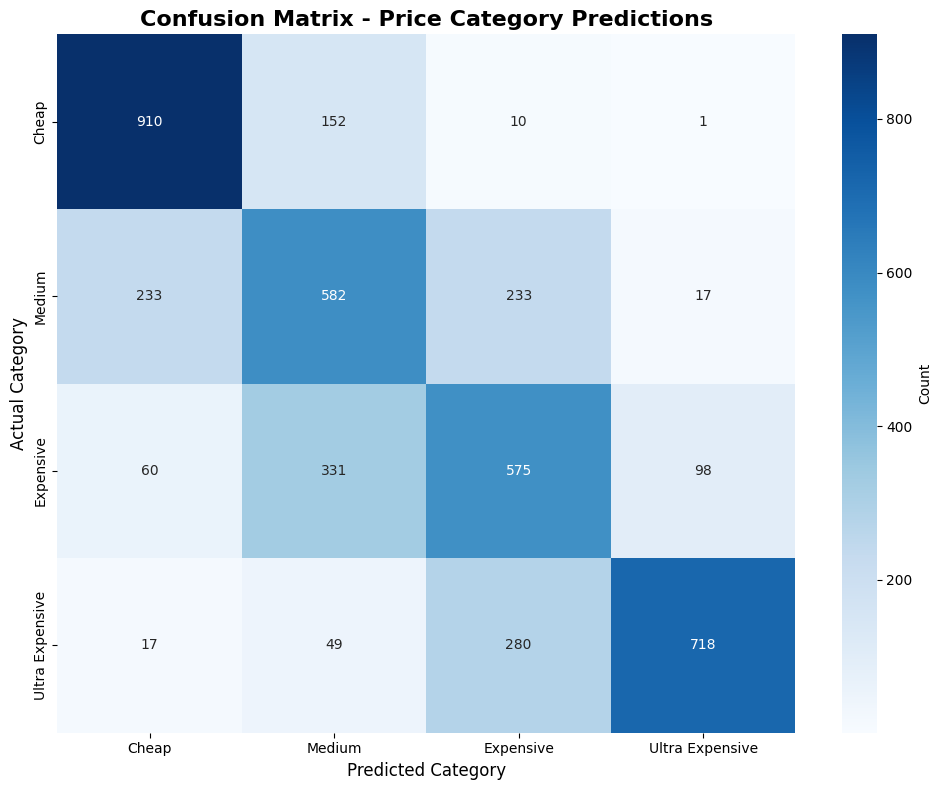 Confusion Matrix - Price Category Predictions
Actual Category
Cheap
910 152 10 1
Medium
233 582 233 17
Expensive
60 331 575 98
Ultra Expensive
17 49 280 718
Cheap Medium Expensive Ultra Expensive
Predicted Category
800
600
400
200
Count